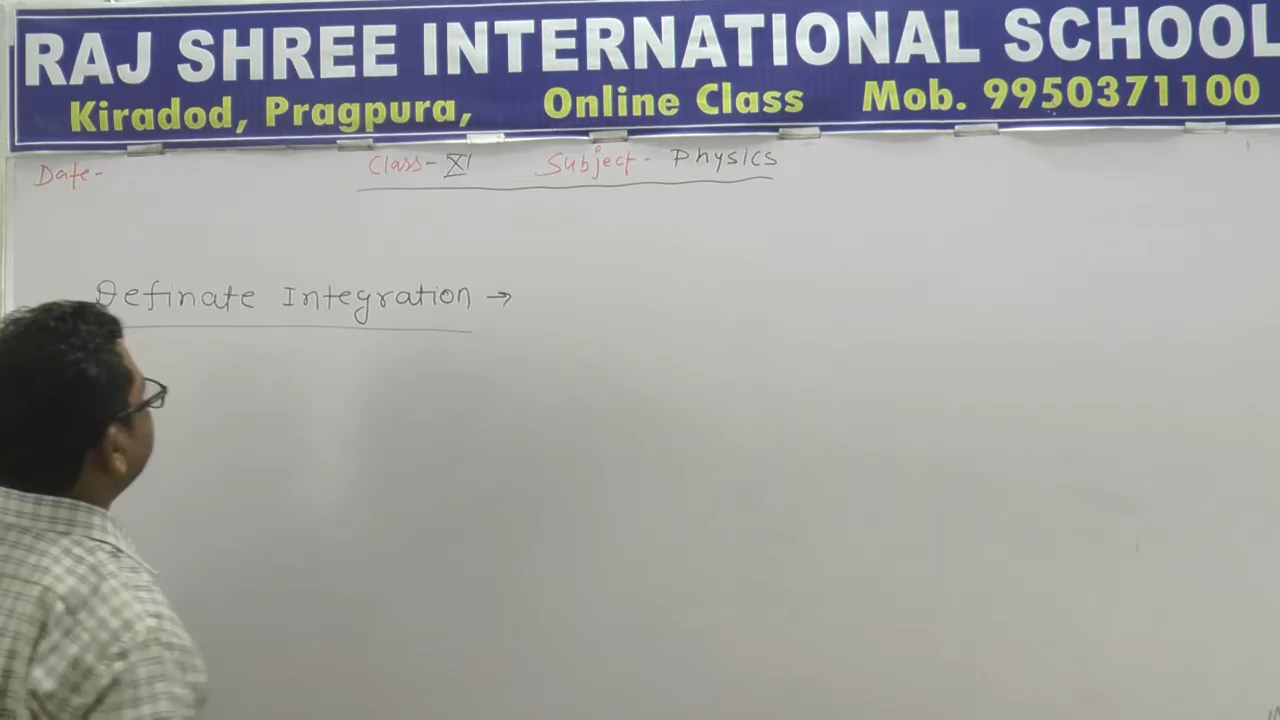 RAJ SHREE INTERNATIONAL SCHOOL
Kiradod, Pragpura, Online Class Mob. 9950371100
Date- Class- XI Subject- Physics
Definate Integration →